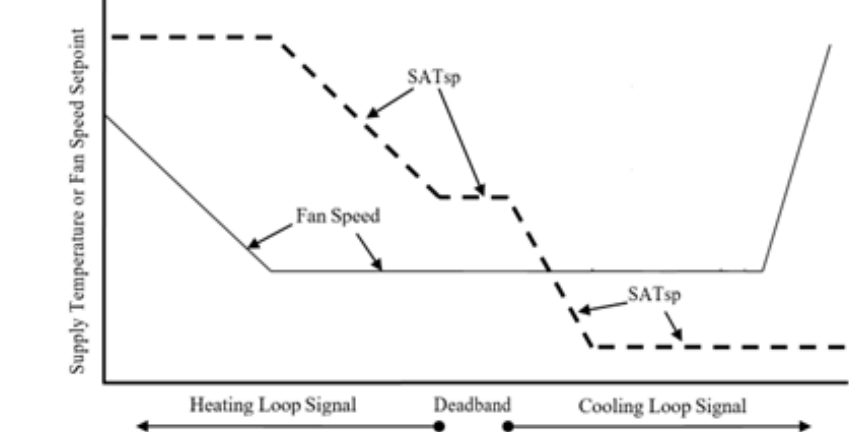 Supply Temperature or Fan Speed Setpoint
SATsp
Fan Speed
SATsp
Heating Loop Signal
Deadband
Cooling Loop Signal